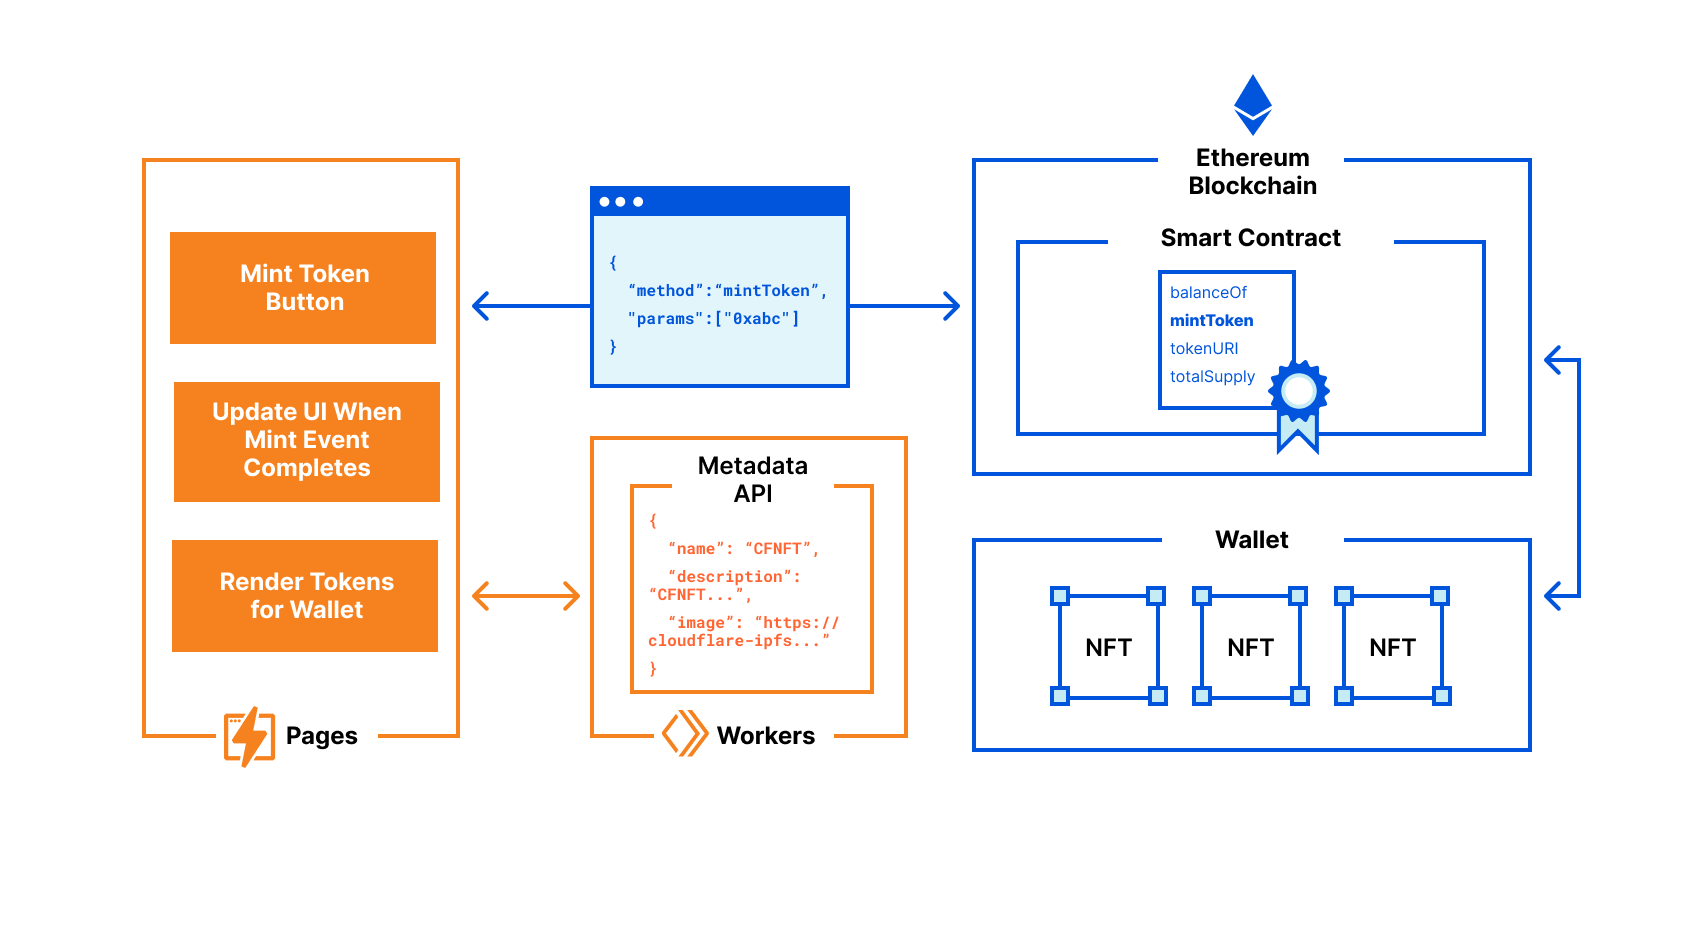 Mint Token
Button
Update UI When
Mint Event
Completes
Render Tokens
for Wallet
Pages
{
“method”:“mintToken”,
"params":["0xabc"]
}
Metadata
API
{
“name”: “CFNFT”,
“description”:
“CFNFT...”,
“image”: “https://
cloudflare-ipfs...”
}
Workers
Ethereum
Blockchain
Smart Contract
balanceOf
mintToken
tokenURI
totalSupply
Wallet
NFT
NFT
NFT